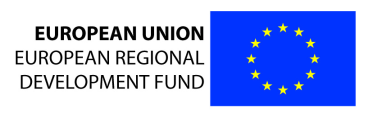 EUROPEAN UNION
EUROPEAN REGIONAL
DEVELOPMENT FUND